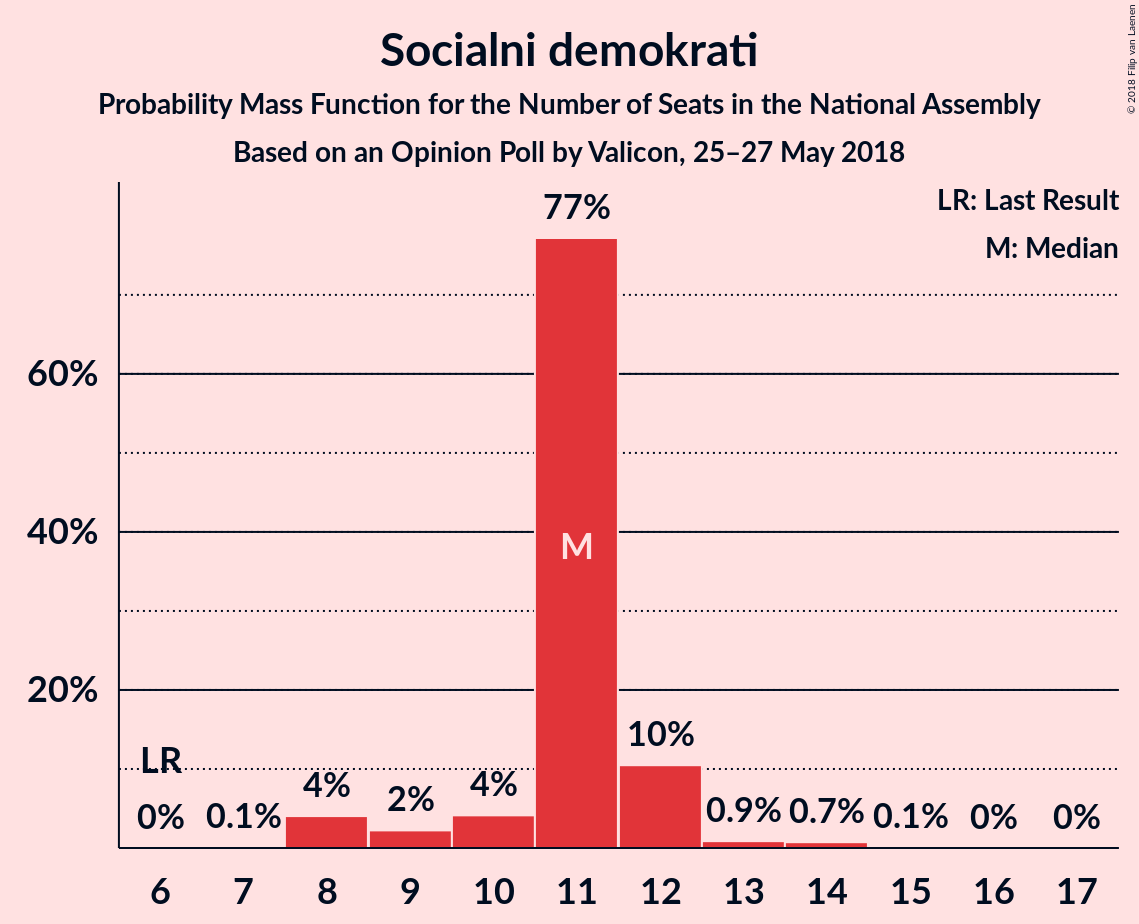 Socialni demokrati
Probability Mass Function for the Number of Seats in the National Assembly
Based on an Opinion Poll by Valicon, 25–27 May 2018
© 2018 Filip van Laenen
LR: Last Result
M: Median
77%
60%
40%
M
20%
LR
0%
0.1%
4%
2%
4%
10%
0.9%
0.7%
0.1%
0%
0%
6 7 8 9 10 11 12 13 14 15 16 17